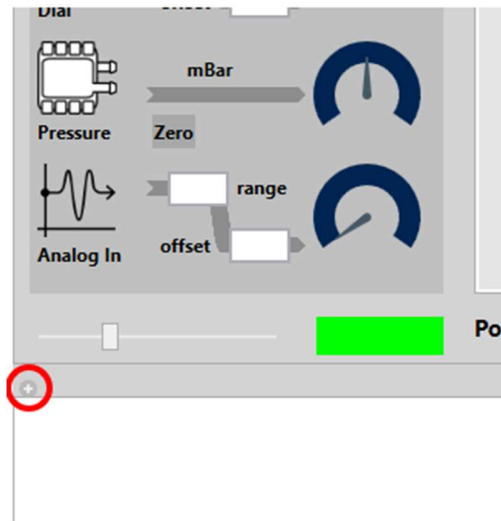 Dial
mBar
Pressure
Zero
range
Analog In
offset
Po